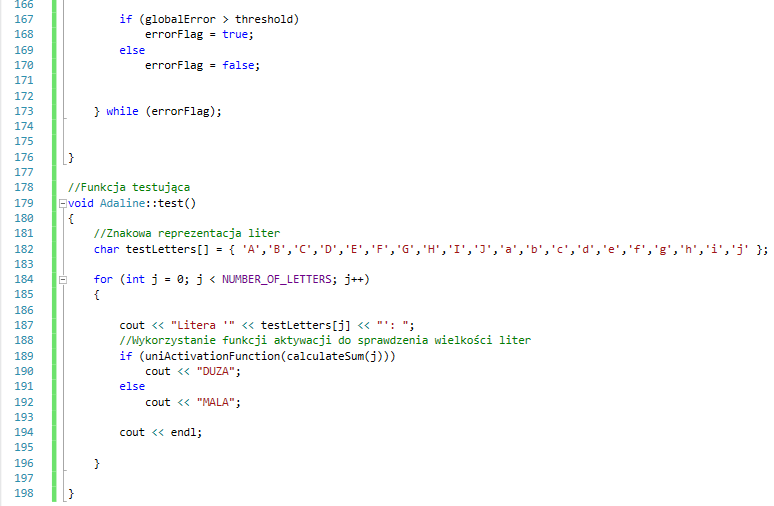 166
167 if (globalError > threshold)
168 errorFlag = true;
169 else
170 errorFlag = false;
171
172
173 } while (errorFlag);
174
175
176 }
177
178 //Funkcja testująca
179 void Adaline::test()
180 {
181 //Znakowa reprezentacja liter
182 char testLetters[] = { 'A','B','C','D','E','F','G','H','I','J','a','b','c','d','e','f','g','h','i','j' };
183
184 for (int j = 0; j < NUMBER_OF_LETTERS; j++)
185 {
186
187 cout << "Litera '" << testLetters[j] << "': ";
188 //Wykorzystanie funkcji aktywacji do sprawdzenia wielkości liter
189 if (uniActivationFunction(calculateSum(j)))
190 cout << "DUZA";
191 else
192 cout << "MALA";
193
194 cout << endl;
195
196 }
197
198 }